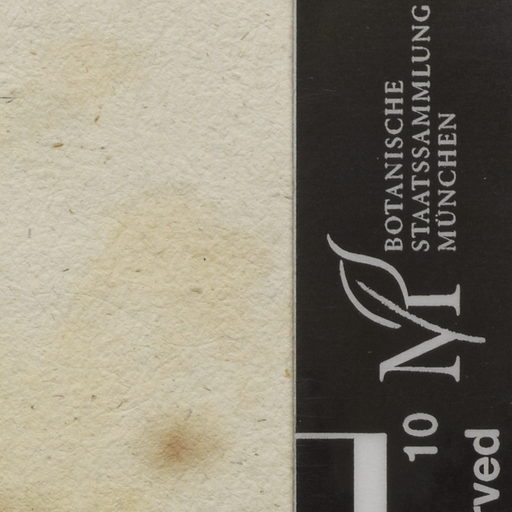 BOTANISCHE
STAATSSAMMLUNG
MÜNCHEN
M
10
rved